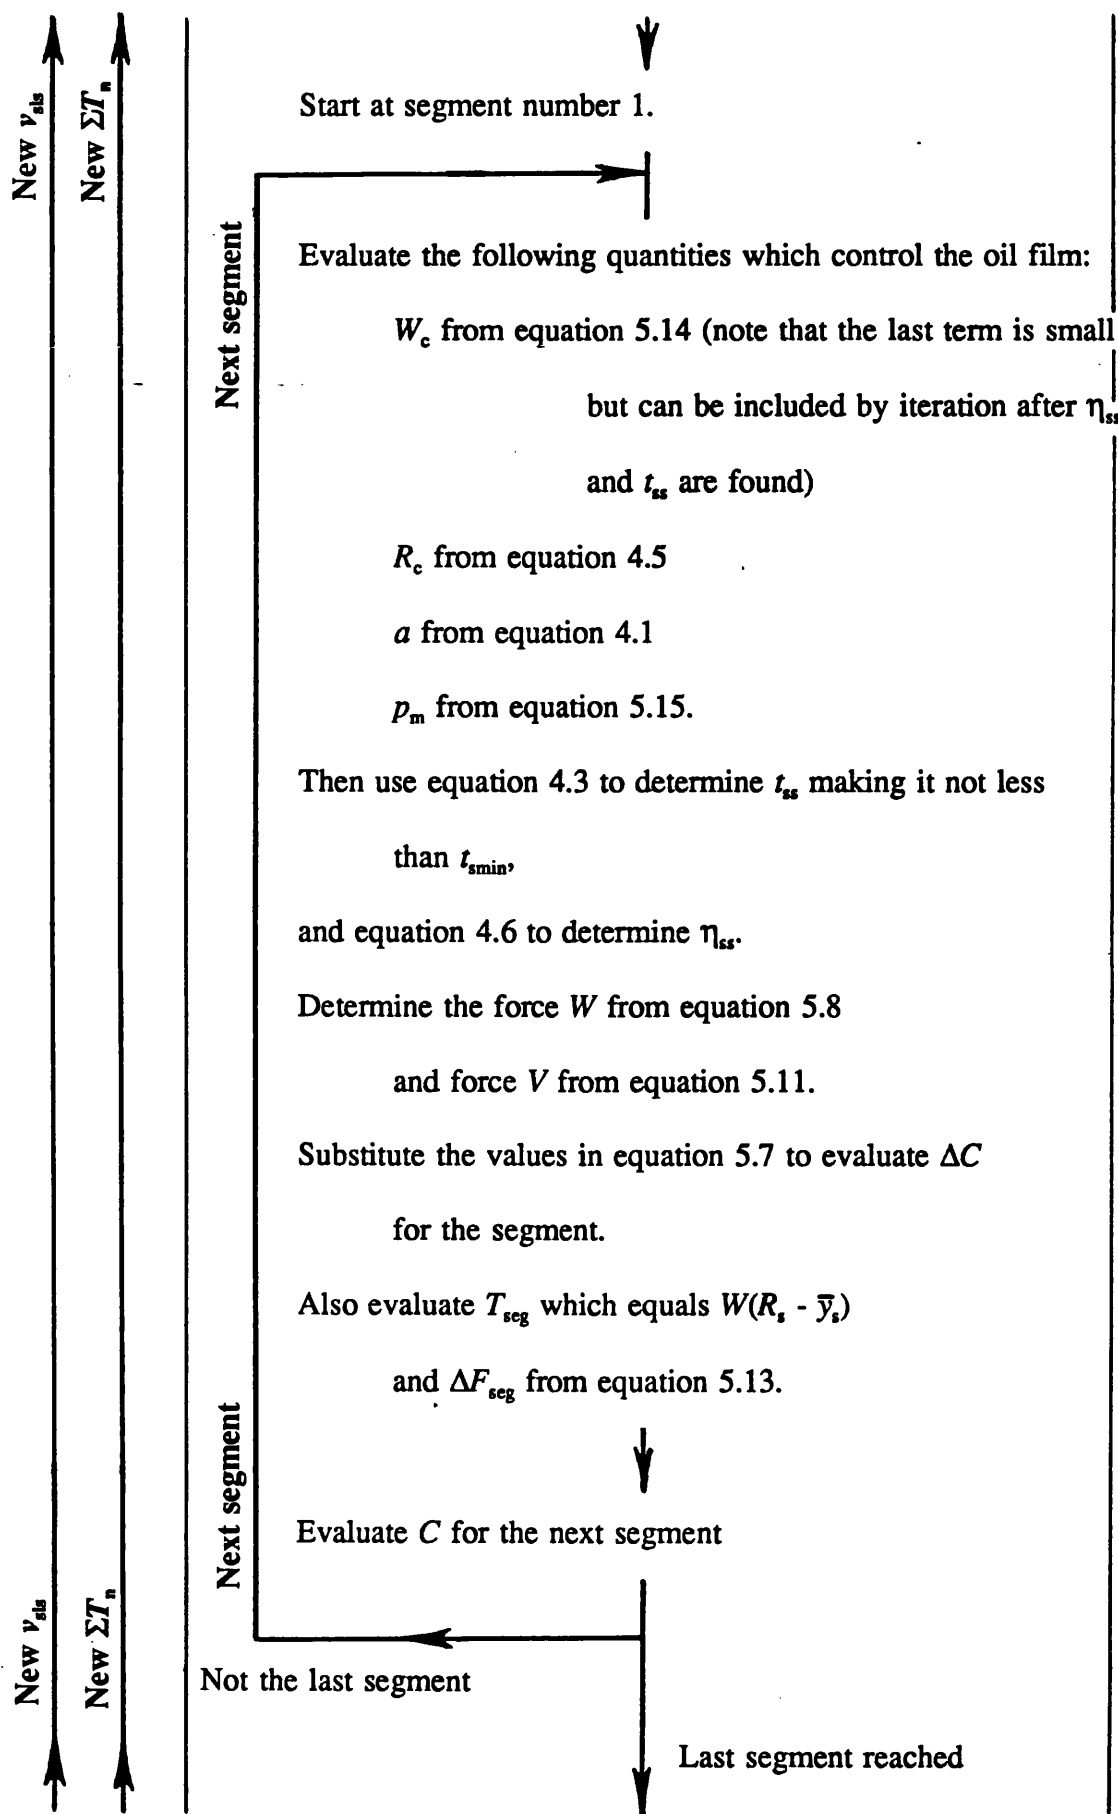 New ν_sls
New ΣT_n
Start at segment number 1.
Next segment
Evaluate the following quantities which control the oil film:
W_c from equation 5.14 (note that the last term is small
but can be included by iteration after η_ss
and t_ss are found)
R_c from equation 4.5
a from equation 4.1
p_m from equation 5.15.
Then use equation 4.3 to determine t_ss making it not less
than t_smin,
and equation 4.6 to determine η_ss.
Determine the force W from equation 5.8
and force V from equation 5.11.
Substitute the values in equation 5.7 to evaluate ΔC
for the segment.
Also evaluate T_seg which equals W(R_s - ȳ_s)
and ΔF_seg from equation 5.13.
Next segment
Evaluate C for the next segment
New ν_sls
New ΣT_n
Not the last segment
Last segment reached